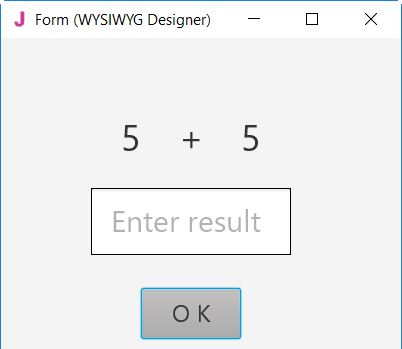 J Form (WYSIWYG Designer)
5 + 5
Enter result
O K